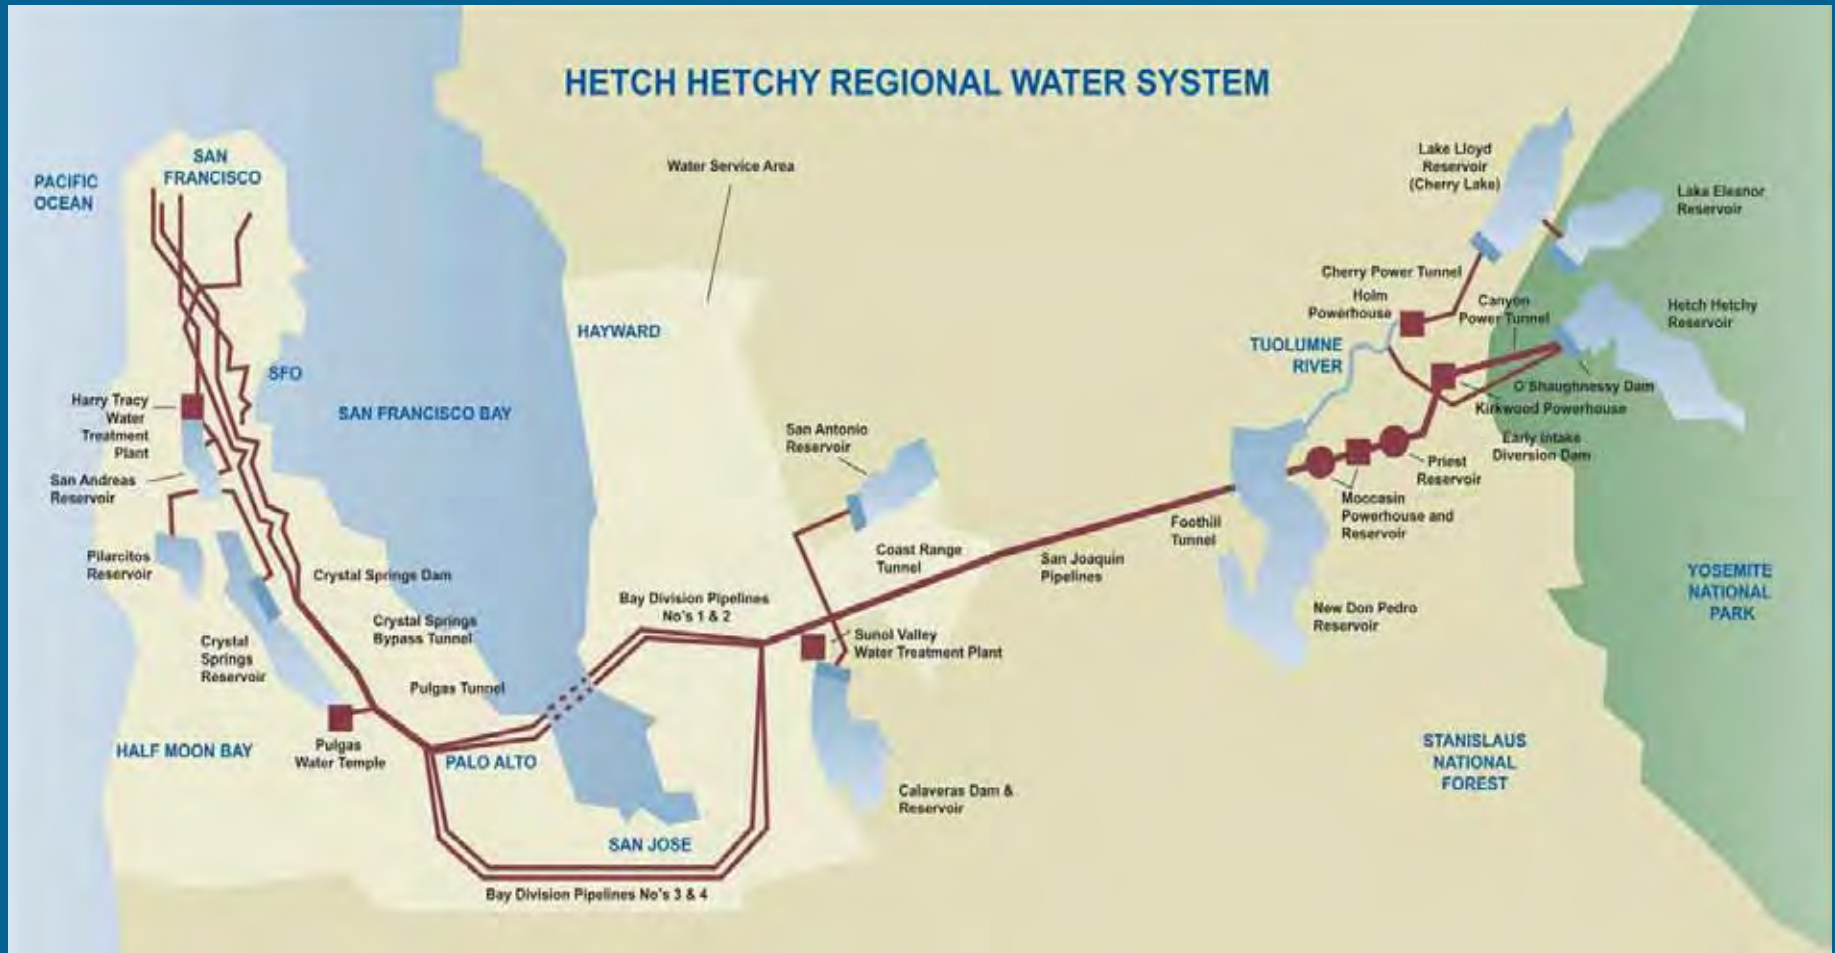 HETCH HETCHY REGIONAL WATER SYSTEM
SAN
FRANCISCO
PACIFIC
OCEAN
Water Service Area
Lake Lloyd
Reservoir
(Cherry Lake)
Lake Eleanor
Reservoir
Cherry Power Tunnel
Holm
Powerhouse
Canyon
Power Tunnel
Hetch Hetchy
Reservoir
HAYWARD
TUOLUMNE
RIVER
SFO
O'Shaughnessy Dam
Kirkwood Powerhouse
Harry Tracy
Water
Treatment
Plant
SAN FRANCISCO BAY
San Antonio
Reservoir
Early Intake
Diversion Dam
Priest
Reservoir
San Andreas
Reservoir
Moccasin
Powerhouse and
Reservoir
Foothill
Tunnel
Coast Range
Tunnel
San Joaquin
Pipelines
Pilarcitos
Reservoir
Crystal Springs Dam
YOSEMITE
NATIONAL
PARK
Bay Division Pipelines
No's 1 & 2
New Don Pedro
Reservoir
Crystal Springs
Bypass Tunnel
Sunol Valley
Water Treatment Plant
Crystal
Springs
Reservoir
Pulgas Tunnel
HALF MOON BAY
Pulgas
Water Temple
PALO ALTO
STANISLAUS
NATIONAL
FOREST
Calaveras Dam &
Reservoir
SAN JOSE
Bay Division Pipelines No's 3 & 4